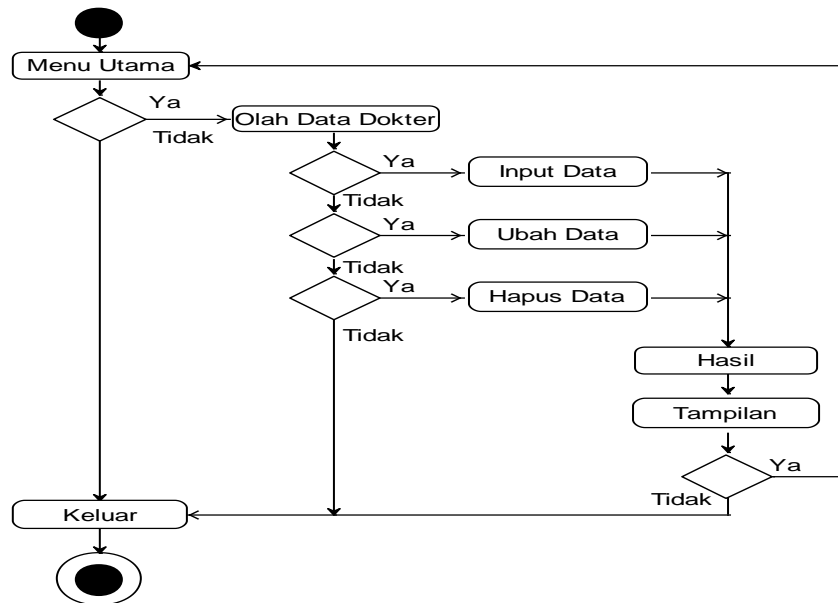 Menu Utama
Ya
Tidak
Olah Data Dokter
Ya
Input Data
Tidak
Ya
Ubah Data
Tidak
Ya
Hapus Data
Tidak
Hasil
Tampilan
Ya
Tidak
Keluar